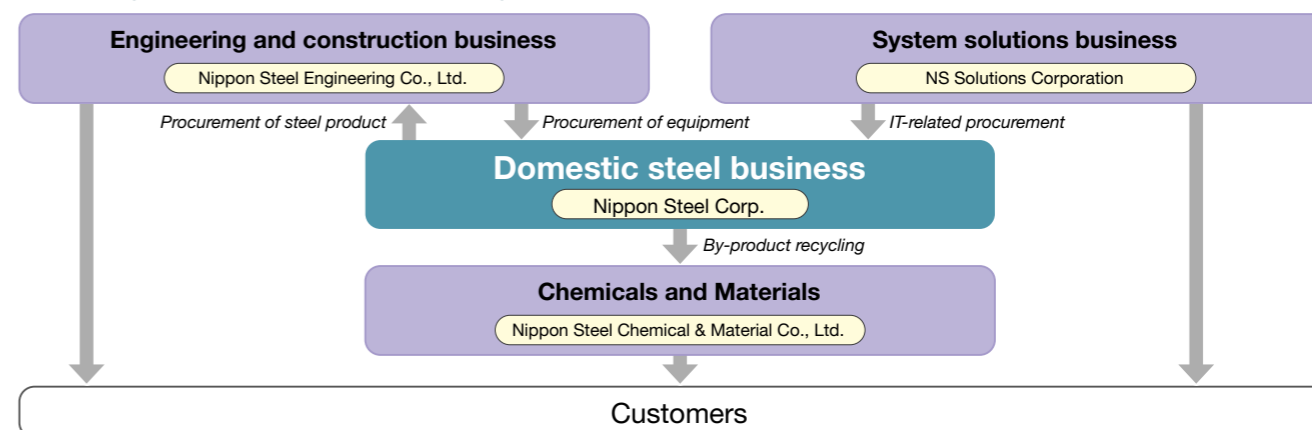 Engineering and construction business
Nippon Steel Engineering Co., Ltd.
System solutions business
NS Solutions Corporation
Procurement of steel product
Procurement of equipment
IT-related procurement
Domestic steel business
Nippon Steel Corp.
By-product recycling
Chemicals and Materials
Nippon Steel Chemical & Material Co., Ltd.
Customers